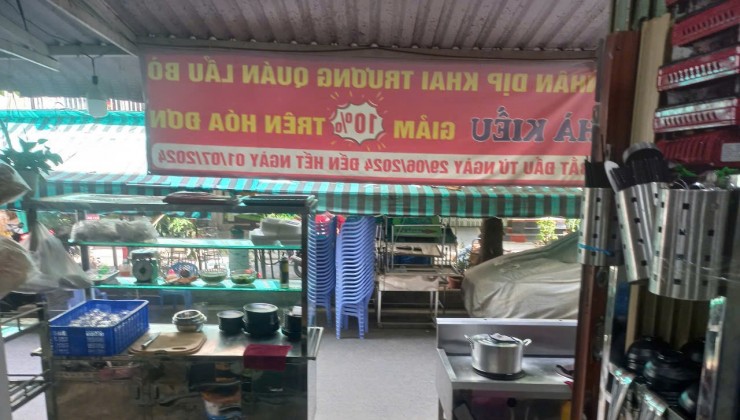 NHÂN DỊP KHAI TRƯƠNG QUÁN LẨU BÒ
HÀ KIỀU GIẢM 10% TRÊN HÓA ĐƠN
BẮT ĐẦU TỪ NGÀY 29/06/2024 ĐẾN HẾT NGÀY 01/07/2024